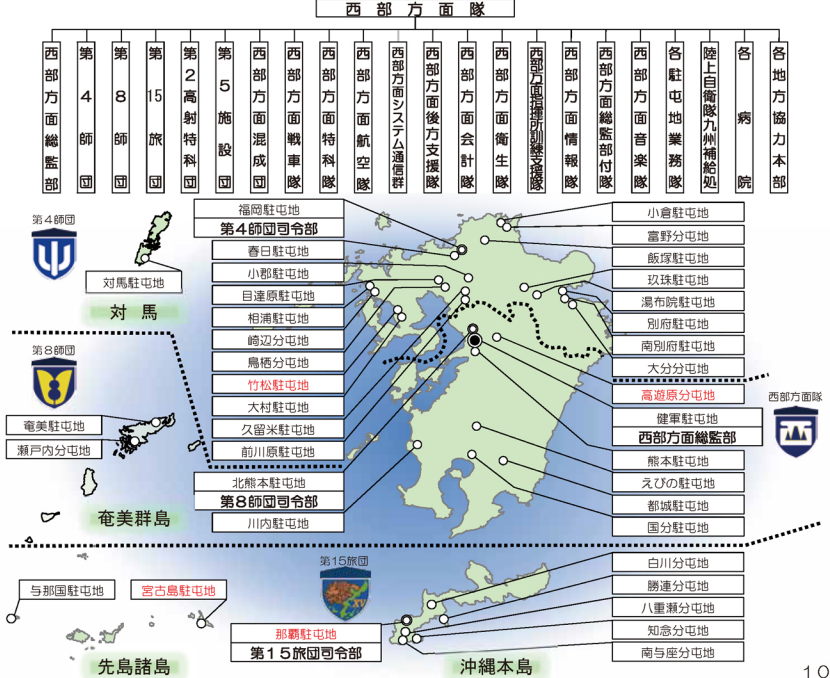 西部方面隊
西部方面総監部
第4師団
第8師団
第15旅団
第2高射特科団
第5施設団
西部方面混成団
西部方面戦車隊
西部方面特科隊
西部方面航空隊
西部方面システム通信群
西部方面後方支援隊
西部方面会計隊
西部方面衛生隊
西部方面指揮所訓練支援隊
西部方面情報隊
西部方面総監部付隊
西部方面音楽隊
各駐屯地業務隊
陸上自衛隊九州補給処
各病院
各地方協力本部
第4師団
対馬駐屯地
対馬
福岡駐屯地
第4師団司令部
春日駐屯地
小郡駐屯地
目達原駐屯地
相浦駐屯地
崎辺分屯地
鳥栖分屯地
竹松駐屯地
大村駐屯地
久留米駐屯地
前川原駐屯地
小倉駐屯地
富野分屯地
飯塚駐屯地
玖珠駐屯地
湯布院駐屯地
別府駐屯地
南別府駐屯地
大分分屯地
高遊原分屯地
健軍駐屯地
西部方面総監部
西部方面隊
第8師団
奄美駐屯地
瀬戸内分屯地
奄美群島
北熊本駐屯地
第8師団司令部
川内駐屯地
熊本駐屯地
えびの駐屯地
都城駐屯地
国分駐屯地
第15旅団
XV
与那国駐屯地
宮古島駐屯地
先島諸島
那覇駐屯地
第15旅団司令部
白川分屯地
勝連分屯地
八重瀬分屯地
知念分屯地
南与座分屯地
沖縄本島
10